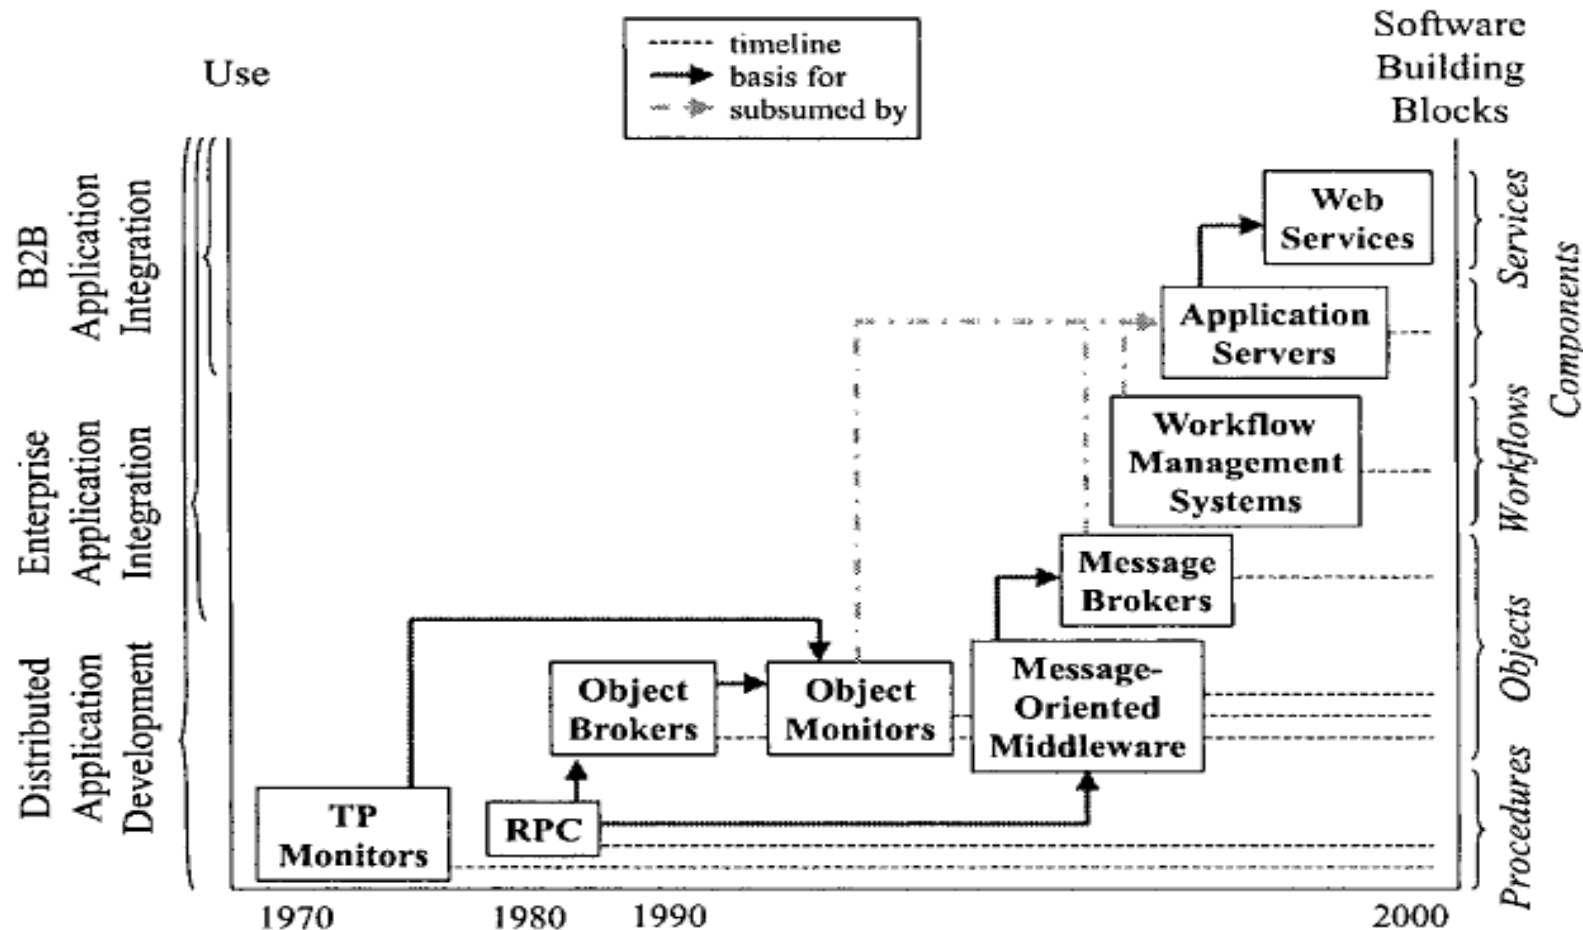 Use
timeline
basis for
subsumed by
Software
Building
Blocks
B2B
Application
Integration
Enterprise
Application
Integration
Distributed
Application
Development
Web
Services
Application
Servers
Workflow
Management
Systems
Message
Brokers
Message-
Oriented
Middleware
Object
Brokers
Object
Monitors
TP
Monitors
RPC
Services
Components
Workflows
Objects
Procedures
1970
1980
1990
2000